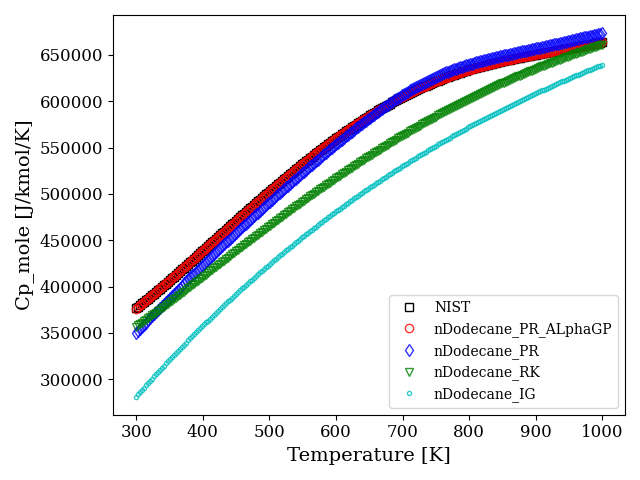 Cp_mole [J/kmol/K]
650000
600000
550000
500000
450000
400000
350000
300000
NIST
nDodecane_PR_ALphaGP
nDodecane_PR
nDodecane_RK
nDodecane_IG
300 400 500 600 700 800 900 1000
Temperature [K]